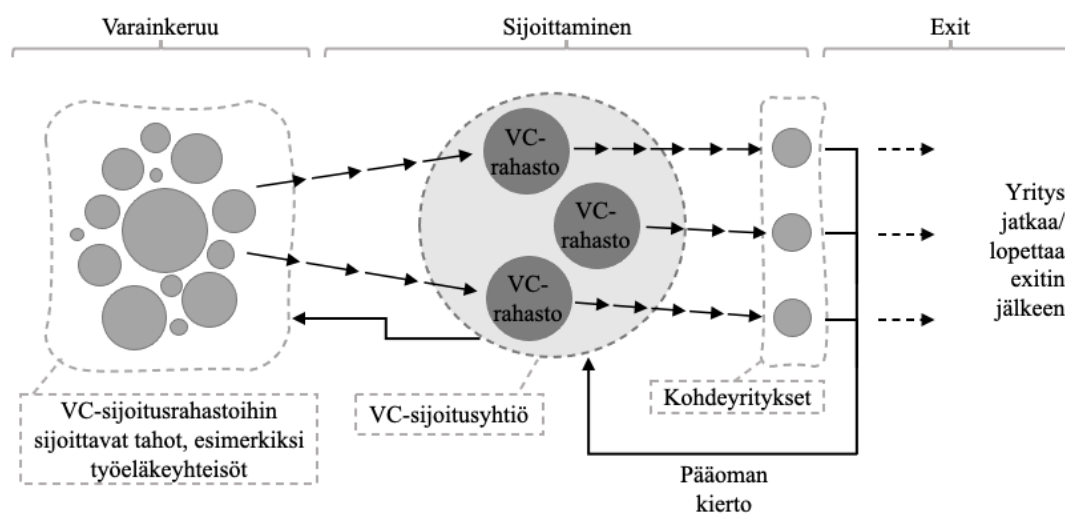 Varainkeruu
Sijoittaminen
Exit
VC-
rahasto
VC-
rahasto
VC-
rahasto
Yritys
jatkaa/
lopettaa
exitin
jälkeen
VC-sijoitusrahastoihin
sijoittavat tahot, esimerkiksi
työeläkeyhteisöt
VC-sijoitusyhtiö
Kohdeyritykset
Pääoman
kierto